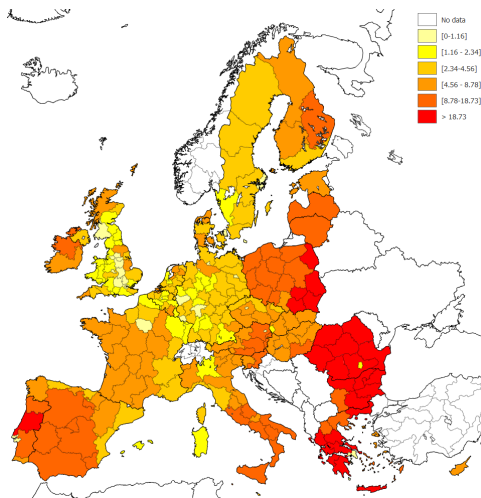 No data
[0-1.16]
[1.16 - 2.34]
[2.34-4.56]
[4.56 - 8.78]
[8.78-18.73]
> 18.73